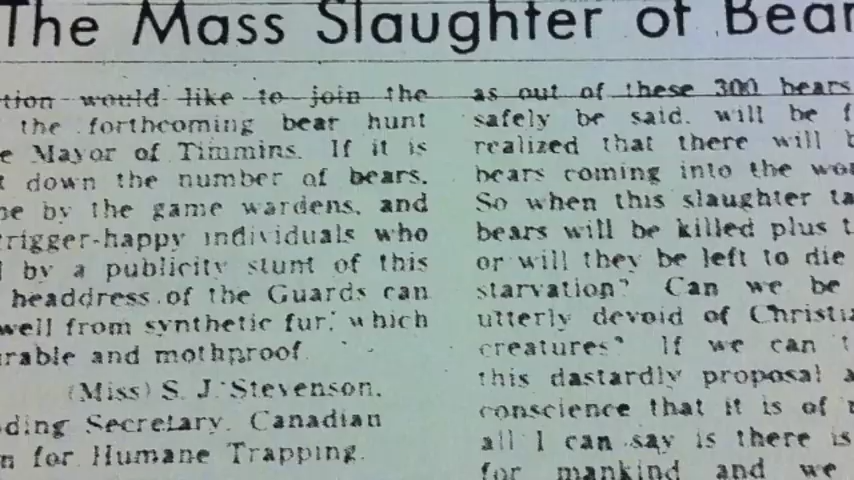 The Mass Slaughter of Bear
tion would like to join the
the forthcoming bear hunt
e Mayor of Timmins. If it is
t down the number of bears,
ne by the game wardens, and
trigger-happy individuals who
l by a publicity stunt of this
headdress of the Guards can
well from synthetic fur, which
urable and mothproof.
(Miss) S. J. Stevenson,
ding Secretary, Canadian
n for Humane Trapping.
as out of these 300 bears
safely be said, will be f
realized that there will b
bears coming into the wo
So when this slaughter ta
bears will be killed plus t
or will they be left to die
starvation? Can we be
utterly devoid of Christia
creatures? If we can t
this dastardly proposal a
conscience that it is of
all I can say is there is
for mankind and we